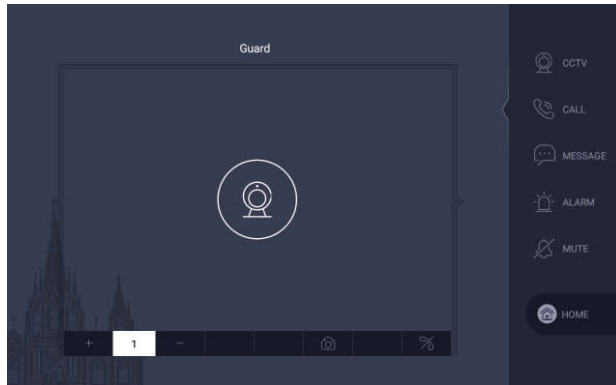 Guard
CCTV
CALL
MESSAGE
ALARM
MUTE
HOME
+ 1 −